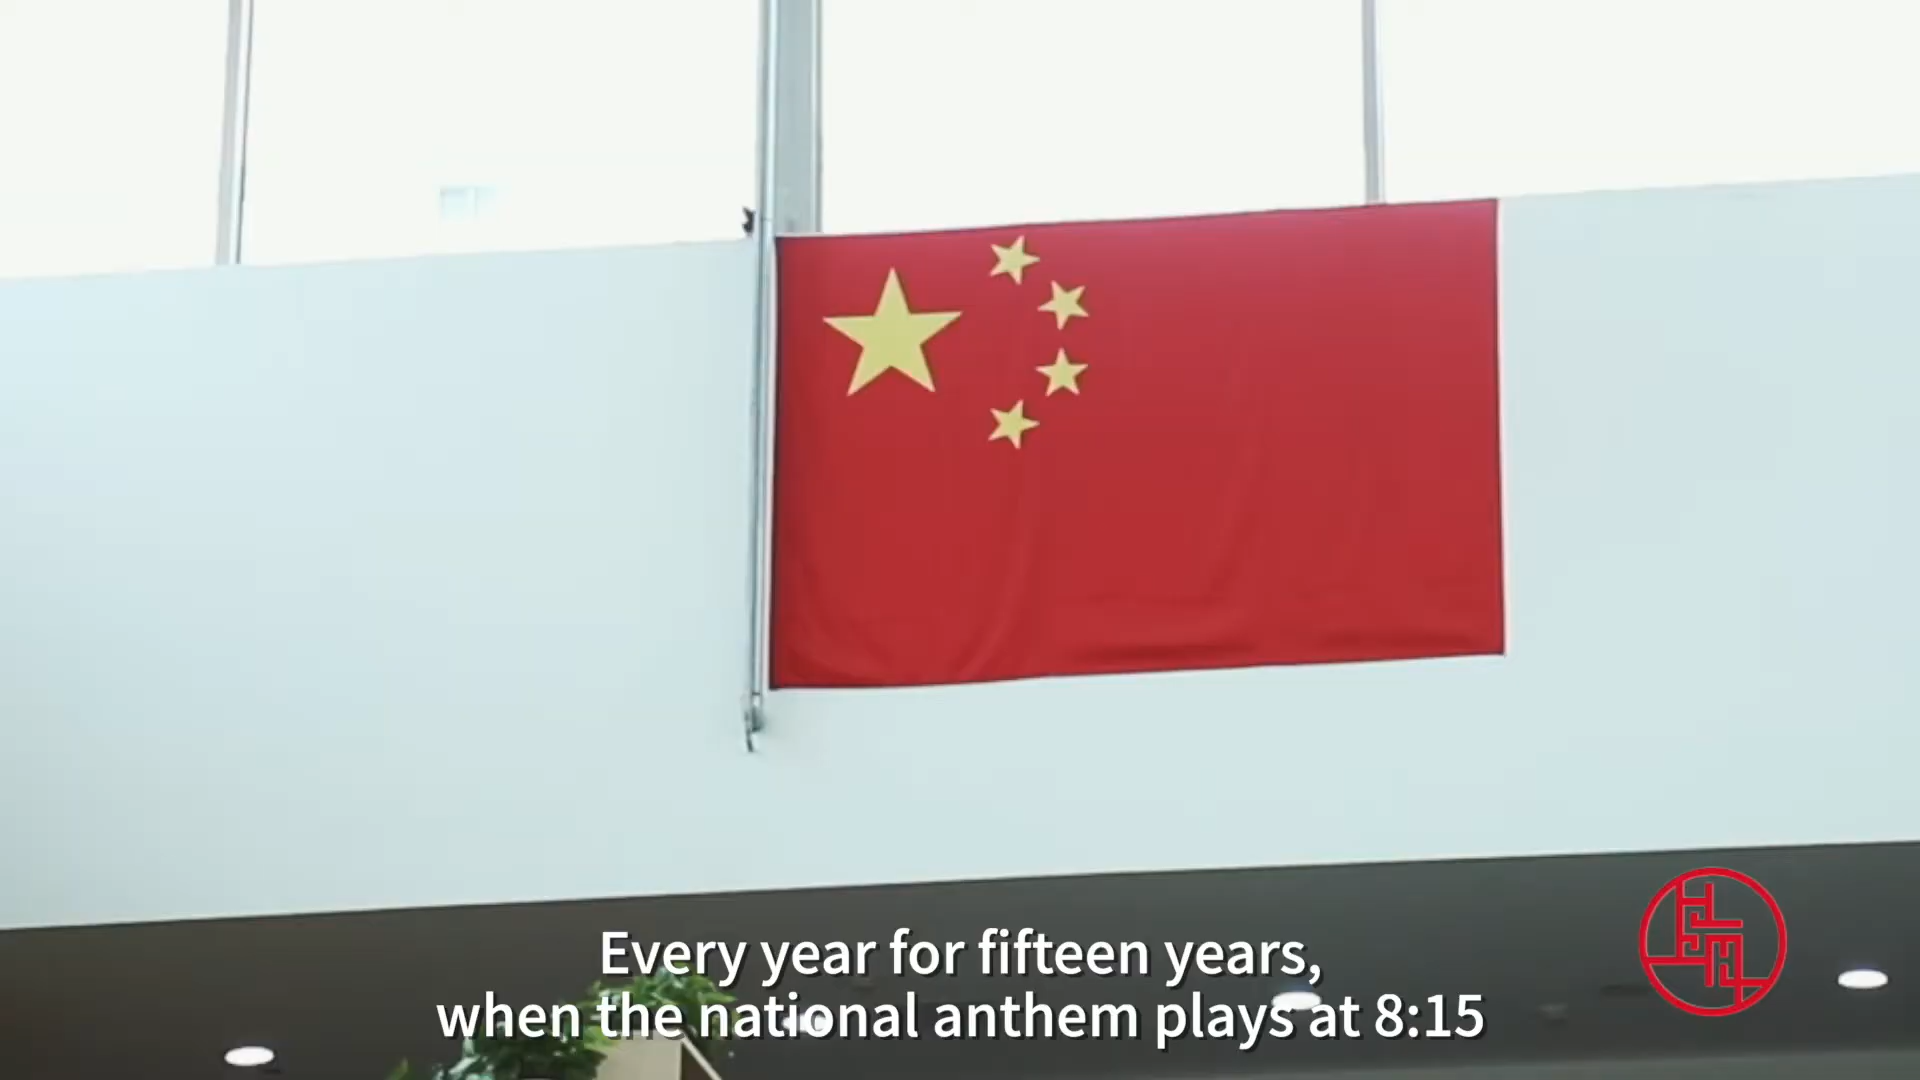 Every year for fifteen years,
when the national anthem plays at 8:15